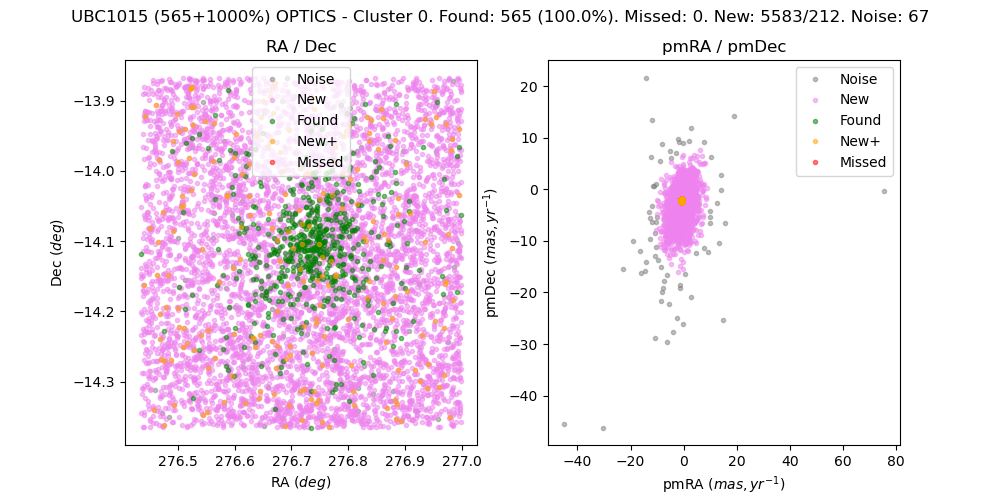 UBC1015 (565+1000%) OPTICS - Cluster 0. Found: 565 (100.0%). Missed: 0. New: 5583/212. Noise: 67
RA / Dec
Noise
New
Found
New+
Missed
−13.9
−14.0
−14.1
−14.2
−14.3
Dec (deg)
276.5 276.6 276.7 276.8 276.9 277.0
RA (deg)
pmRA / pmDec
Noise
New
Found
New+
Missed
20
10
0
−10
−20
−30
−40
pmDec (mas, yr⁻¹)
−40 −20 0 20 40 60 80
pmRA (mas, yr⁻¹)